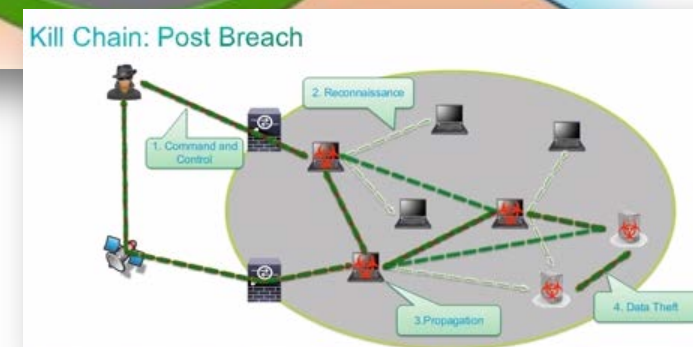 Kill Chain: Post Breach
2. Reconnaissance
1. Command and
Control
3.Propagation
4. Data Theft